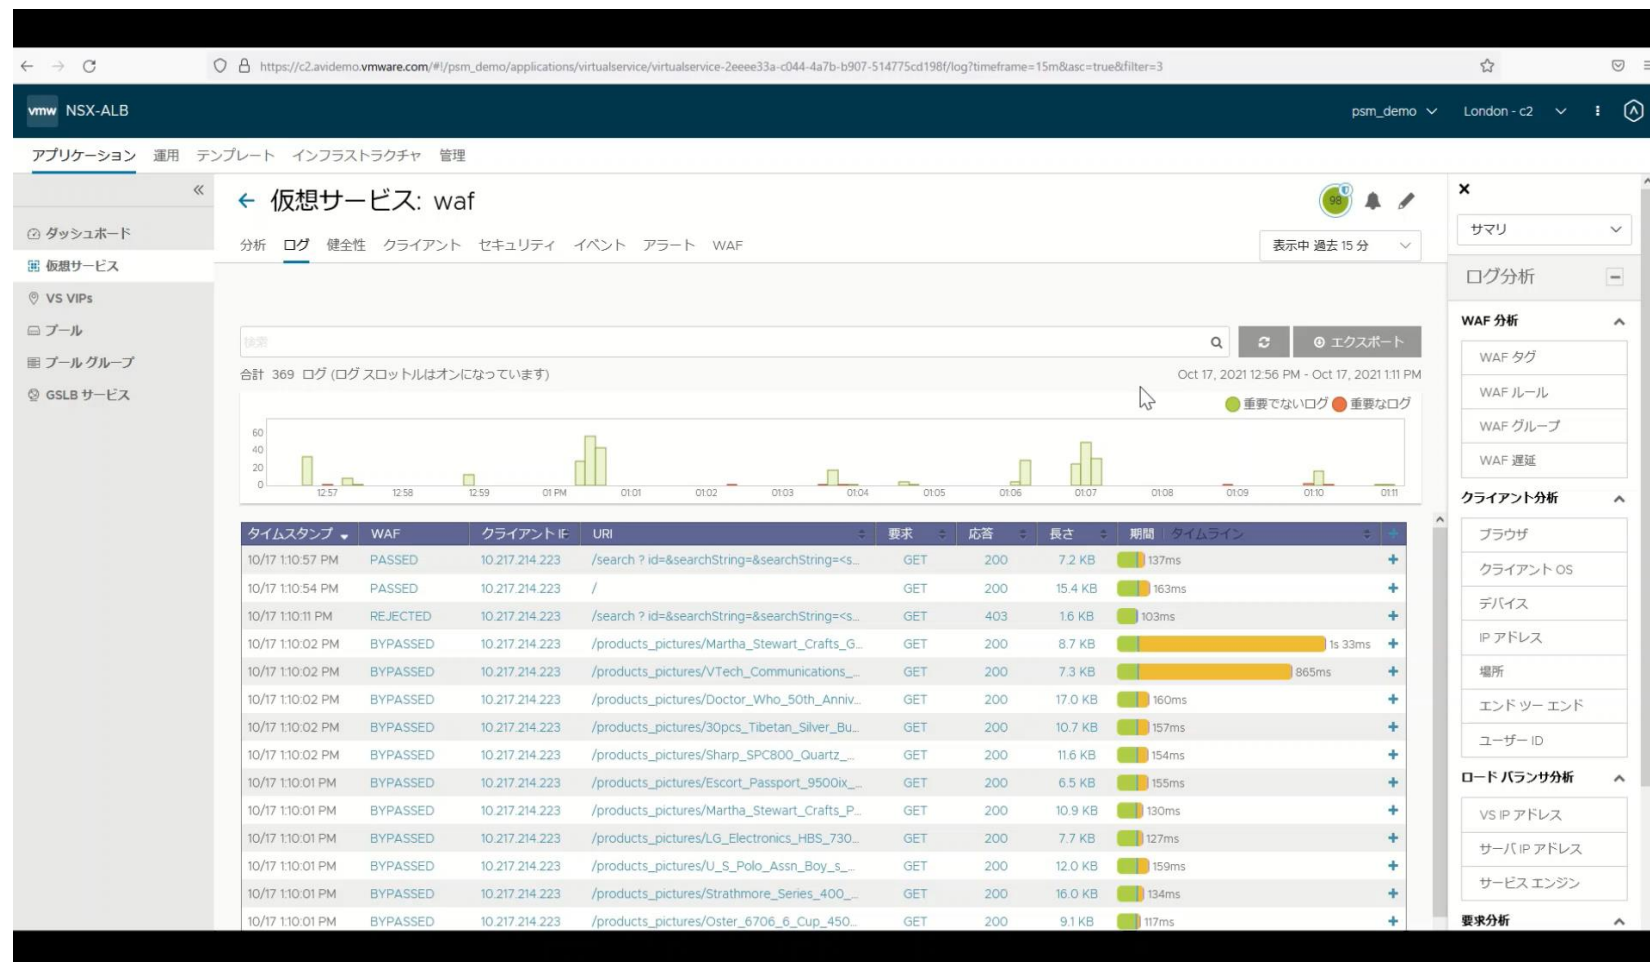 https://c2.avidemo.vmware.com/#!/psm_demo/applications/virtualservice/virtualservice-2eeee33a-c044-4a7b-b907-514775cd198f/log?timeframe=15m&asc=true&filter=3
vmw NSX-ALB psm_demo London - c2
アプリケーション 運用 テンプレート インフラストラクチャ 管理
ダッシュボード
仮想サービス
VS VIPs
プール
プール グループ
GSLB サービス
仮想サービス: waf 98
分析 ログ 健全性 クライアント セキュリティ イベント アラート WAF 表示中 過去 15 分
検索 エクスポート
合計 369 ログ (ログ スロットルはオンになっています) Oct 17, 2021 12:56 PM - Oct 17, 2021 1:11 PM
重要でないログ 重要なログ
60
40
20
0
12:57 12:58 12:59 01 PM 01:01 01:02 01:03 01:04 01:05 01:06 01:07 01:08 01:09 01:10 01:11
タイムスタンプ WAF クライアント IF URI 要求 応答 長さ 期間 タイムライン
10/17 1:10:57 PM PASSED 10.217.214.223 /search ? id=&searchString=&searchString=<s... GET 200 7.2 KB 137ms
10/17 1:10:54 PM PASSED 10.217.214.223 / GET 200 15.4 KB 163ms
10/17 1:10:11 PM REJECTED 10.217.214.223 /search ? id=&searchString=&searchString=<s... GET 403 1.6 KB 103ms
10/17 1:10:02 PM BYPASSED 10.217.214.223 /products_pictures/Martha_Stewart_Crafts_G... GET 200 8.7 KB 1s 33ms
10/17 1:10:02 PM BYPASSED 10.217.214.223 /products_pictures/VTech_Communications_... GET 200 7.3 KB 865ms
10/17 1:10:02 PM BYPASSED 10.217.214.223 /products_pictures/Doctor_Who_50th_Anniv... GET 200 17.0 KB 160ms
10/17 1:10:02 PM BYPASSED 10.217.214.223 /products_pictures/30pcs_Tibetan_Silver_Bu... GET 200 10.7 KB 157ms
10/17 1:10:02 PM BYPASSED 10.217.214.223 /products_pictures/Sharp_SPC800_Quartz_... GET 200 11.6 KB 154ms
10/17 1:10:01 PM BYPASSED 10.217.214.223 /products_pictures/Escort_Passport_9500ix_... GET 200 6.5 KB 155ms
10/17 1:10:01 PM BYPASSED 10.217.214.223 /products_pictures/Martha_Stewart_Crafts_P... GET 200 10.9 KB 130ms
10/17 1:10:01 PM BYPASSED 10.217.214.223 /products_pictures/LG_Electronics_HBS_730... GET 200 7.7 KB 127ms
10/17 1:10:01 PM BYPASSED 10.217.214.223 /products_pictures/U_S_Polo_Assn_Boy_s_... GET 200 12.0 KB 159ms
10/17 1:10:01 PM BYPASSED 10.217.214.223 /products_pictures/Strathmore_Series_400_... GET 200 16.0 KB 134ms
10/17 1:10:01 PM BYPASSED 10.217.214.223 /products_pictures/Oster_6706_6_Cup_450... GET 200 9.1 KB 117ms
サマリ
ログ分析
WAF 分析
WAF タグ
WAF ルール
WAF グループ
WAF 遅延
クライアント分析
ブラウザ
クライアント OS
デバイス
IP アドレス
場所
エンド ツー エンド
ユーザー ID
ロード バランサ分析
VS IP アドレス
サーバ IP アドレス
サービス エンジン
要求分析